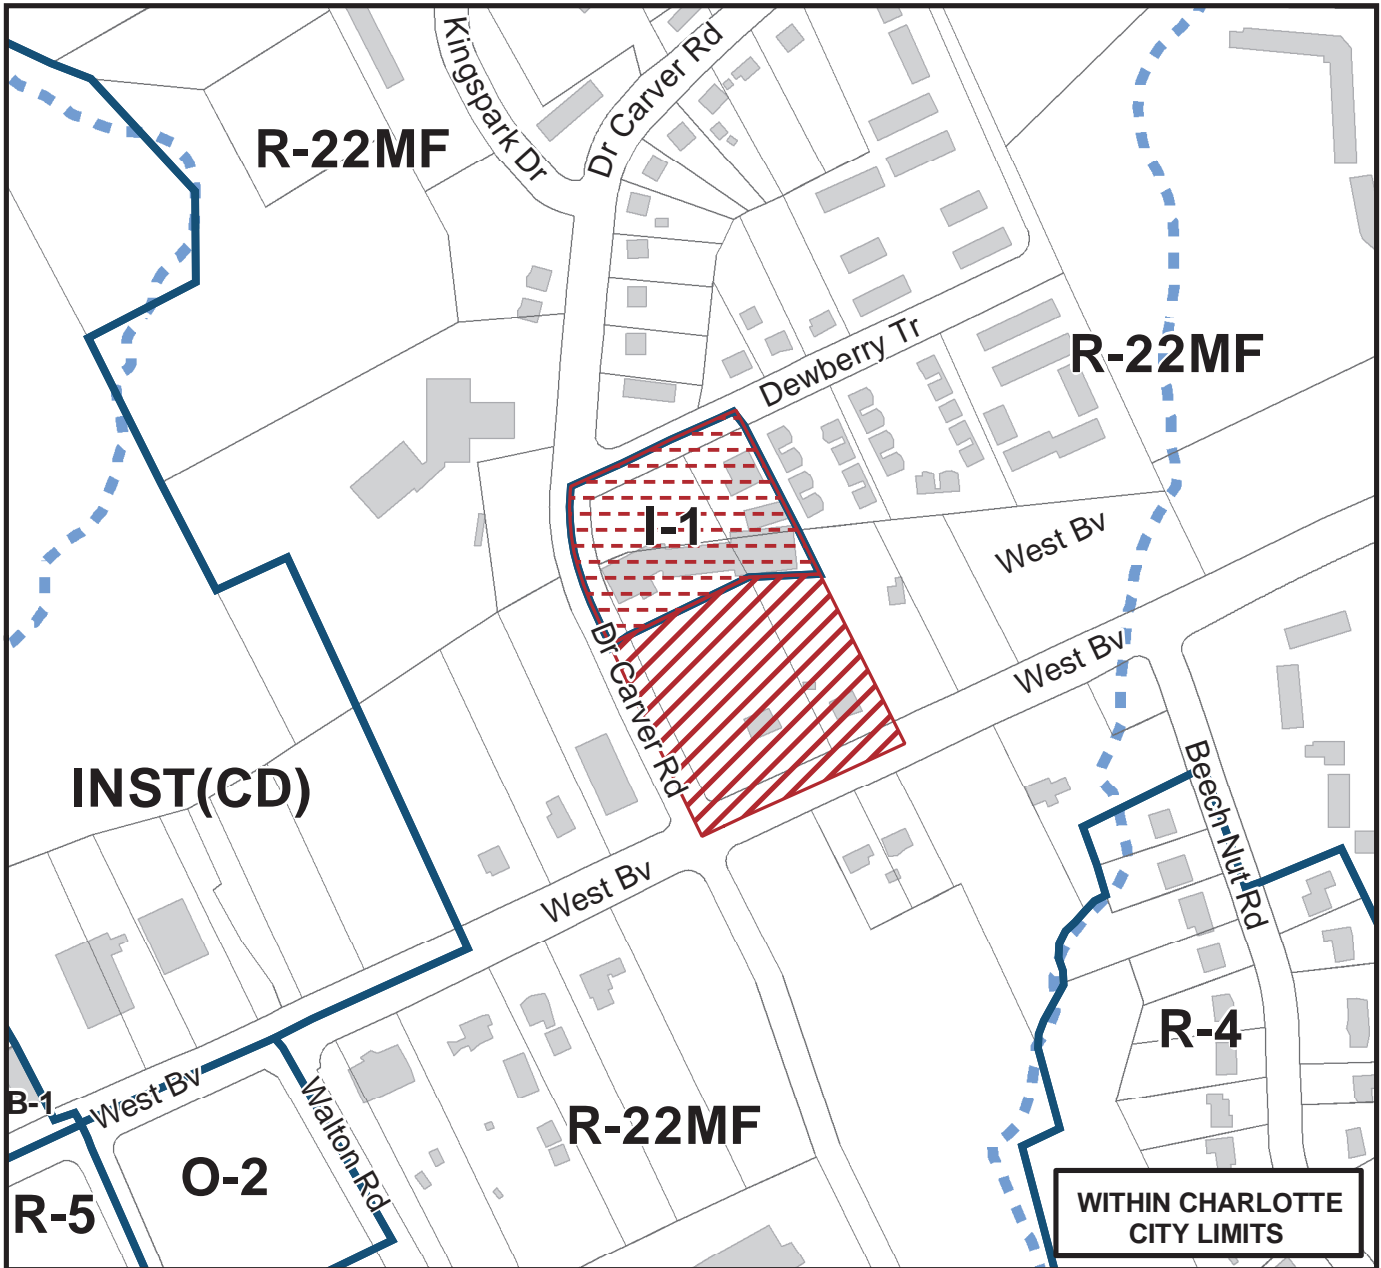 Kingspark Dr
Dr Carver Rd
R-22MF
Dewberry Tr
R-22MF
I-1
West Bv
Dr Carver Rd
West Bv
INST(CD)
Beech Nut Rd
West Bv
R-4
B-1
West Bv
Walton Rd
R-22MF
O-2
R-5
WITHIN CHARLOTTE
CITY LIMITS